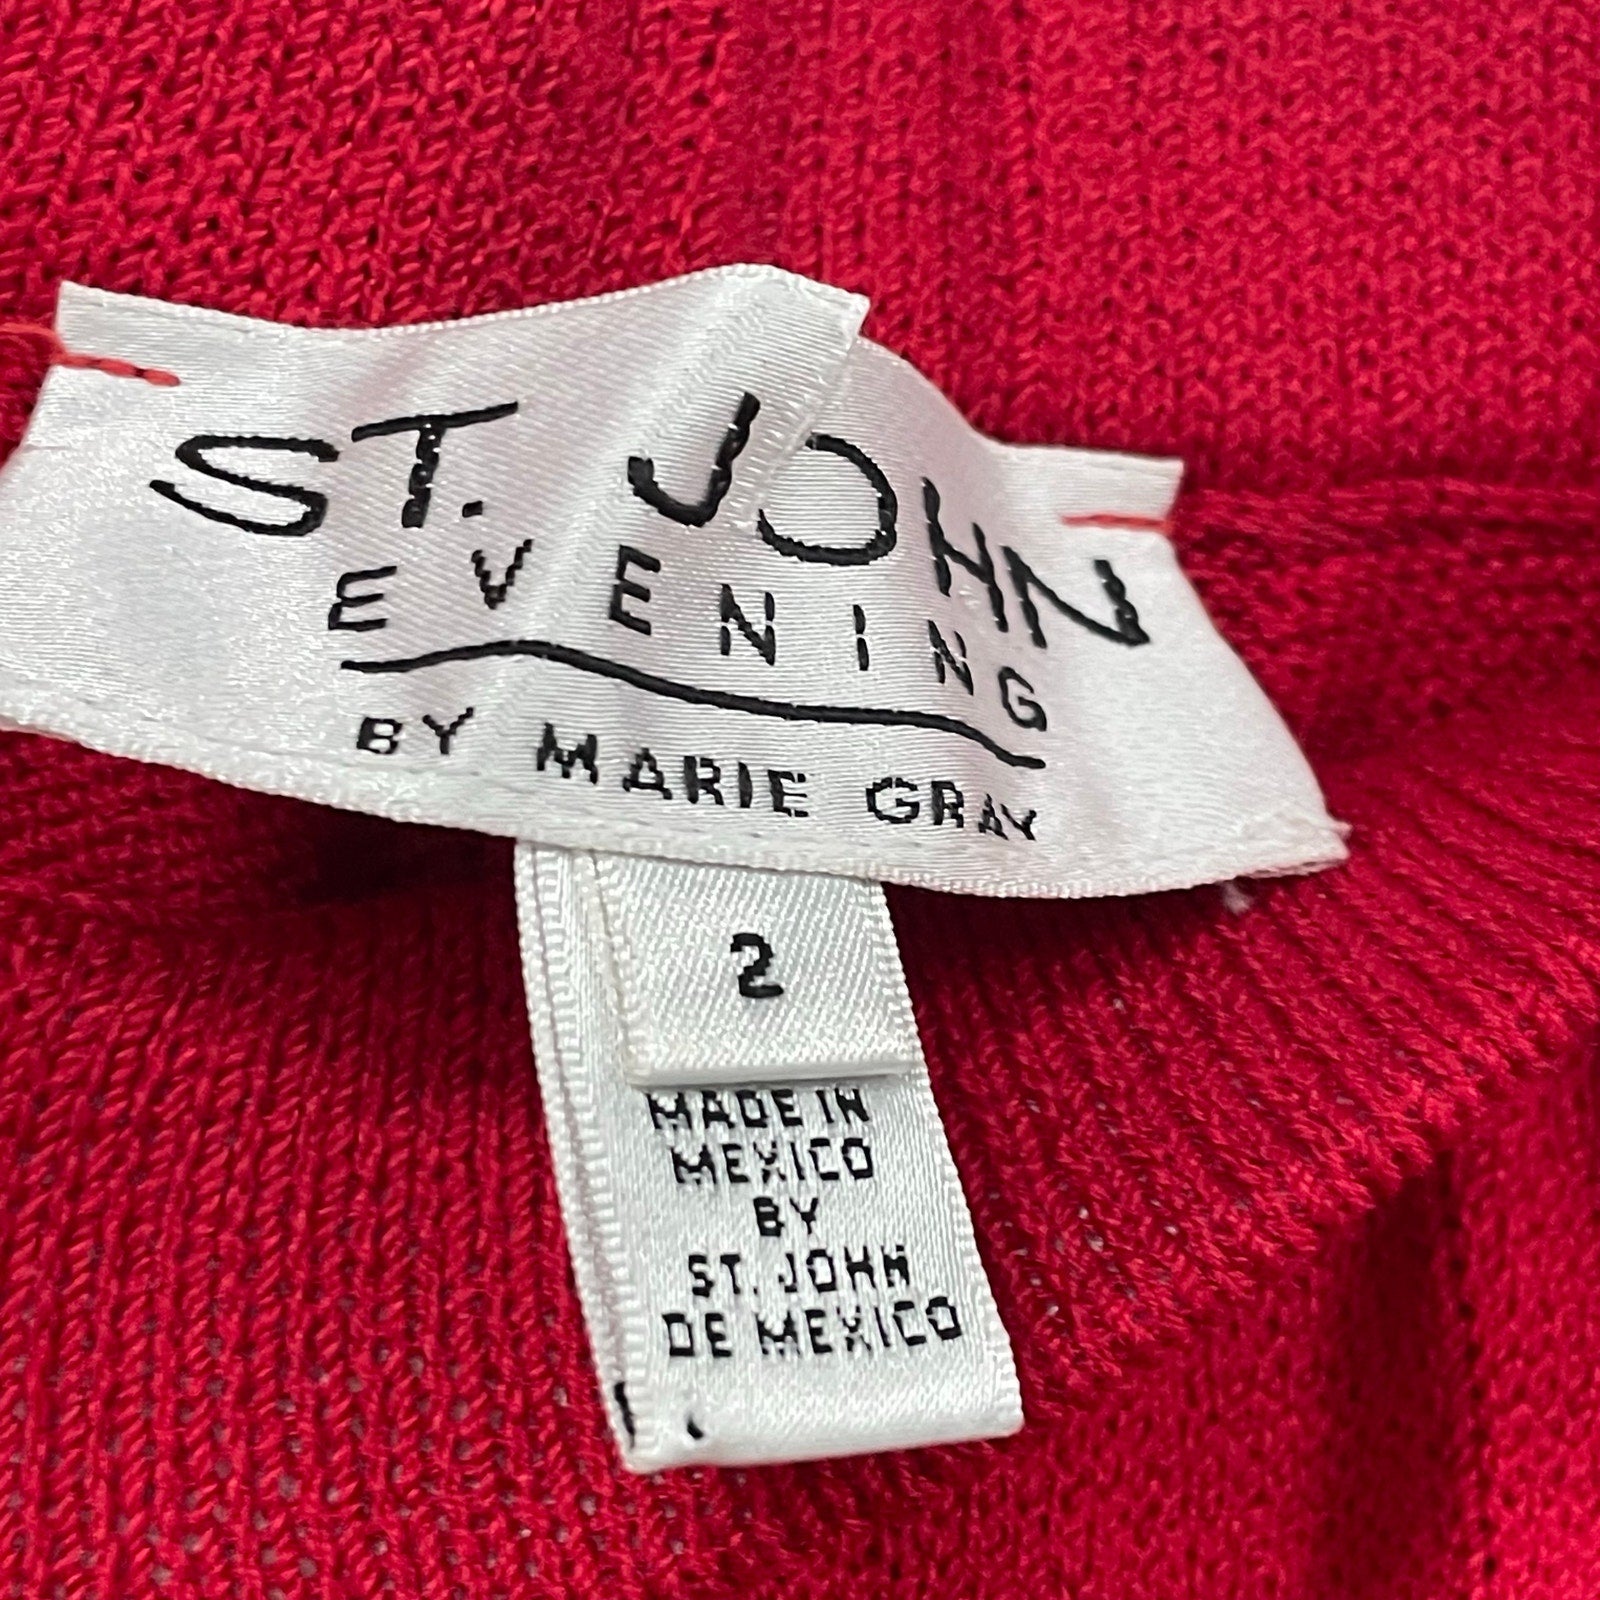 ST. JOHN
EVENING
BY MARIE GRAY
2
MADE IN
MEXICO
BY
ST. JOHN
DE MEXICO